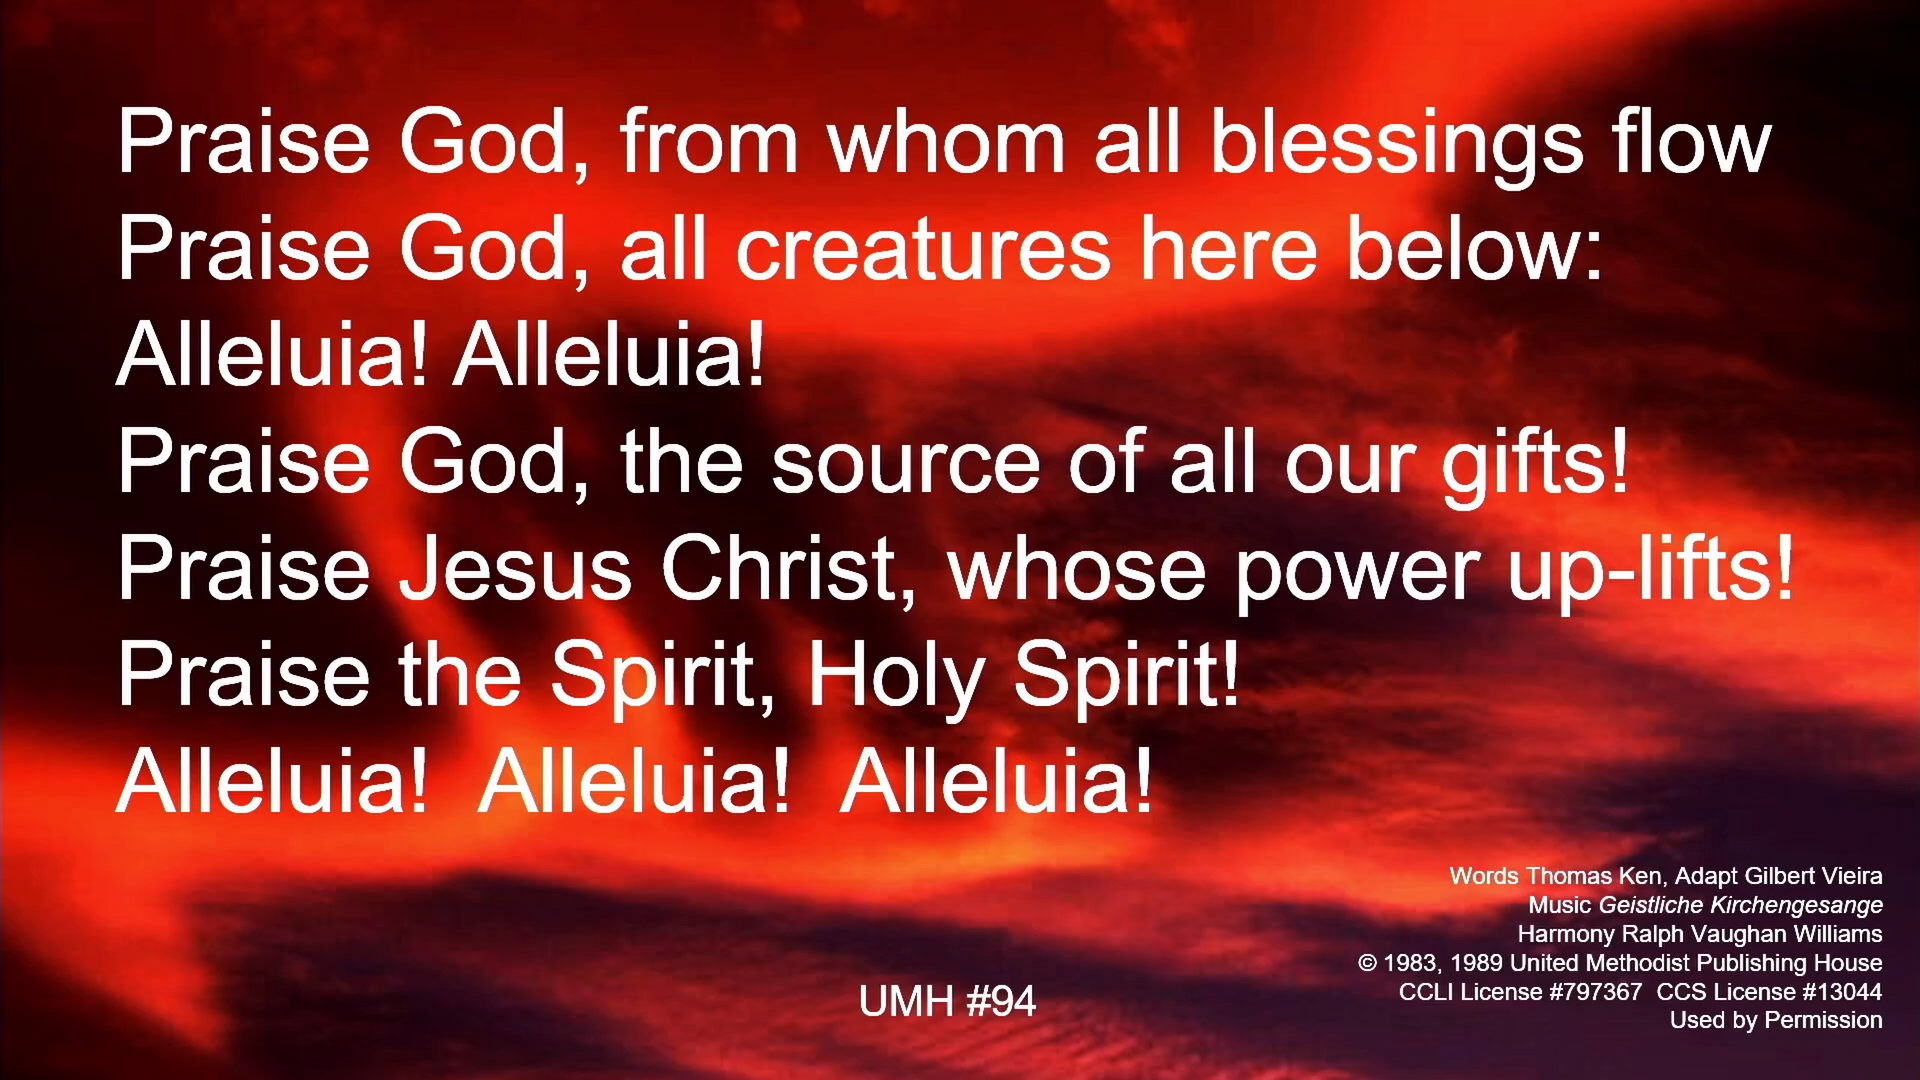 Praise God, from whom all blessings flow
Praise God, all creatures here below:
Alleluia! Alleluia!
Praise God, the source of all our gifts!
Praise Jesus Christ, whose power up-lifts!
Praise the Spirit, Holy Spirit!
Alleluia!  Alleluia!  Alleluia!
Words Thomas Ken, Adapt Gilbert Vieira
Music Geistliche Kirchengesange
Harmony Ralph Vaughan Williams
© 1983, 1989 United Methodist Publishing House
CCLI License #797367  CCS License #13044
Used by Permission
UMH #94